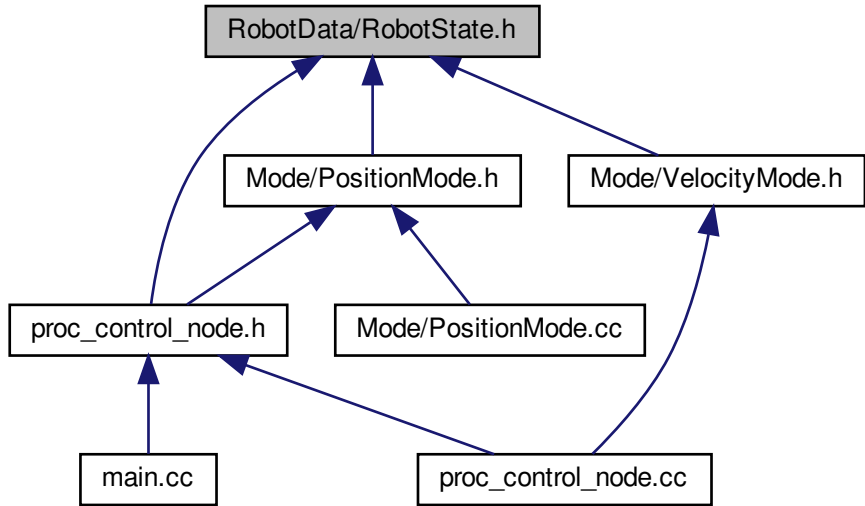 RobotData/RobotState.h
Mode/PositionMode.h
Mode/VelocityMode.h
proc_control_node.h
Mode/PositionMode.cc
main.cc
proc_control_node.cc